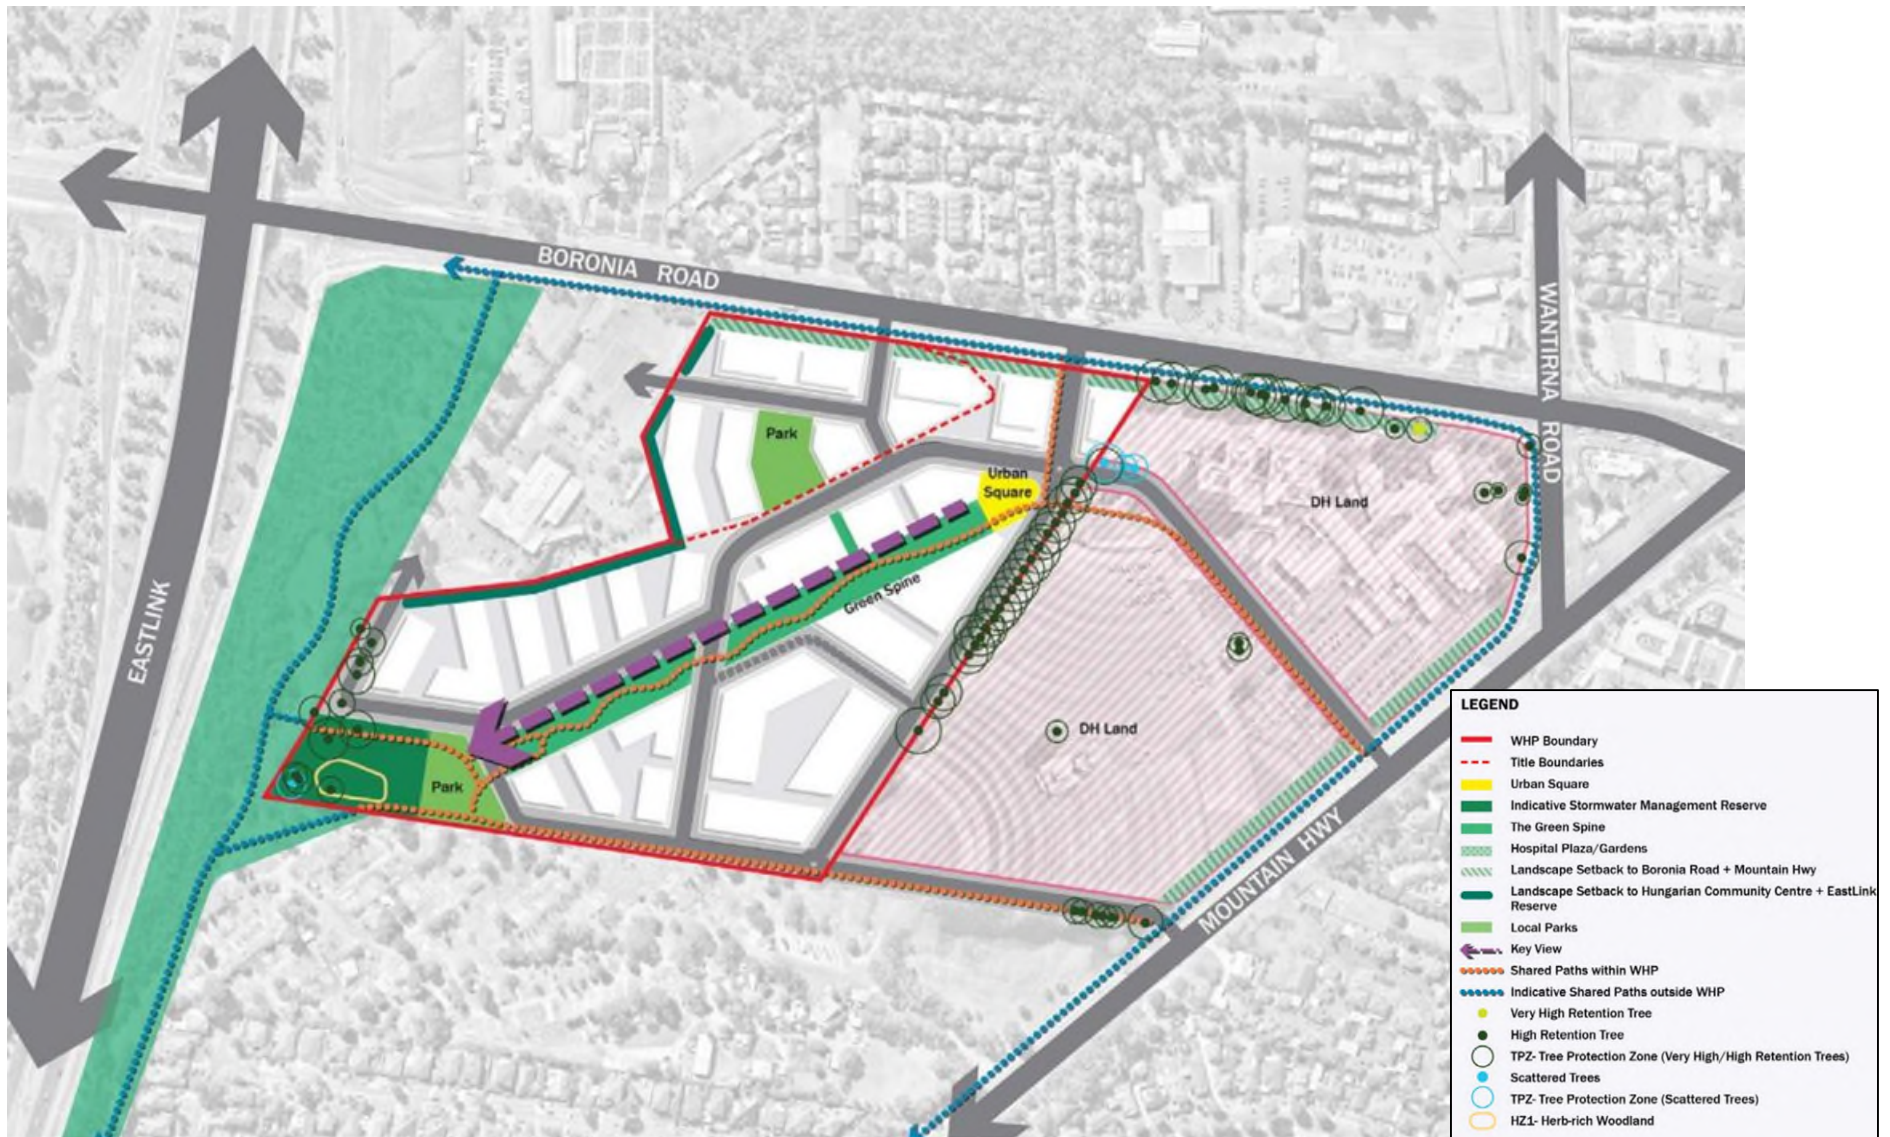 BORONIA ROAD
WANTIRNA ROAD
Park
Urban
Square
DH Land
Green Spine
EASTLINK
DH Land
Park
MOUNTAIN HWY
LEGEND
WHP Boundary
Title Boundaries
Urban Square
Indicative Stormwater Management Reserve
The Green Spine
Hospital Plaza/Gardens
Landscape Setback to Boronia Road + Mountain Hwy
Landscape Setback to Hungarian Community Centre + EastLink
Reserve
Local Parks
Key View
Shared Paths within WHP
Indicative Shared Paths outside WHP
Very High Retention Tree
High Retention Tree
TPZ- Tree Protection Zone (Very High/High Retention Trees)
Scattered Trees
TPZ- Tree Protection Zone (Scattered Trees)
HZ1- Herb-rich Woodland